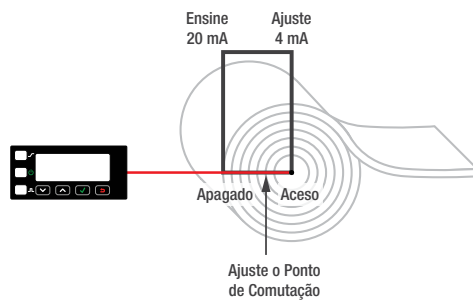 Ensine
20 mA
Ajuste
4 mA
Apagado
Aceso
Ajuste o Ponto
de Comutação